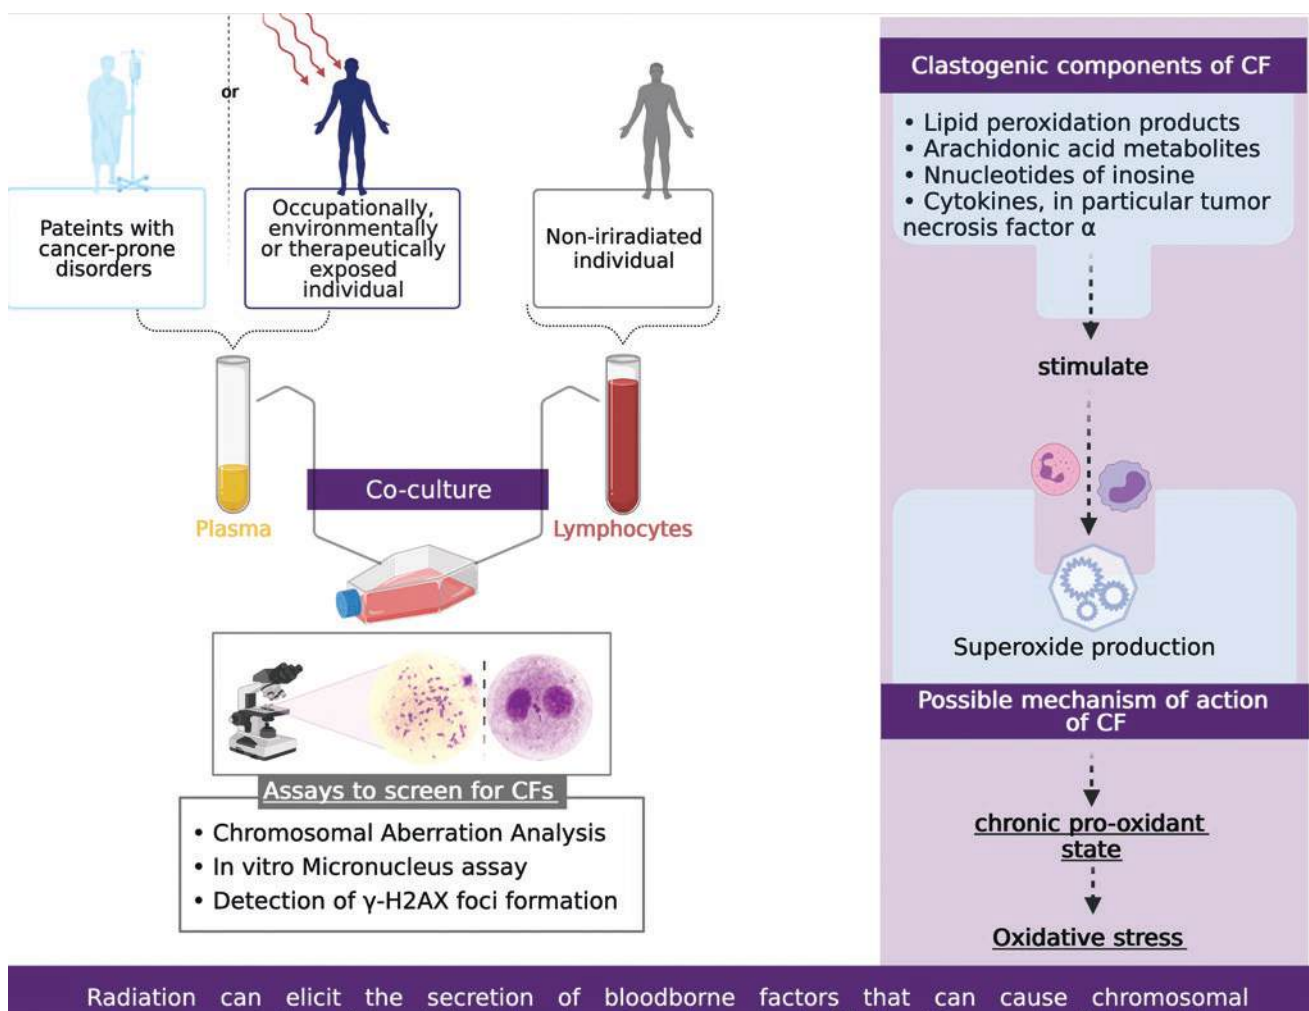 or
Pateints with
cancer-prone
disorders
Occupationally,
environmentally
or therapeutically
exposed
individual
Non-iriradiated
individual
Plasma
Co-culture
Lymphocytes
Assays to screen for CFs
• Chromosomal Aberration Analysis
• In vitro Micronucleus assay
• Detection of γ-H2AX foci formation
Clastogenic components of CF
• Lipid peroxidation products
• Arachidonic acid metabolites
• Nnucleotides of inosine
• Cytokines, in particular tumor
necrosis factor α
stimulate
Superoxide production
Possible mechanism of action
of CF
chronic pro-oxidant
state
Oxidative stress
Radiation can elicit the secretion of bloodborne factors that can cause chromosomal